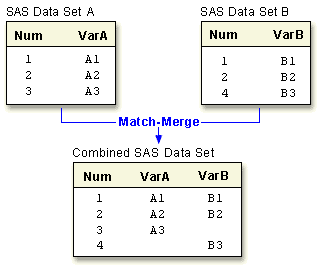 SAS Data Set A
Num VarA
1 A1
2 A2
3 A3
SAS Data Set B
Num VarB
1 B1
2 B2
4 B3
Match-Merge
Combined SAS Data Set
Num VarA VarB
1 A1 B1
2 A2 B2
3 A3
4 B3